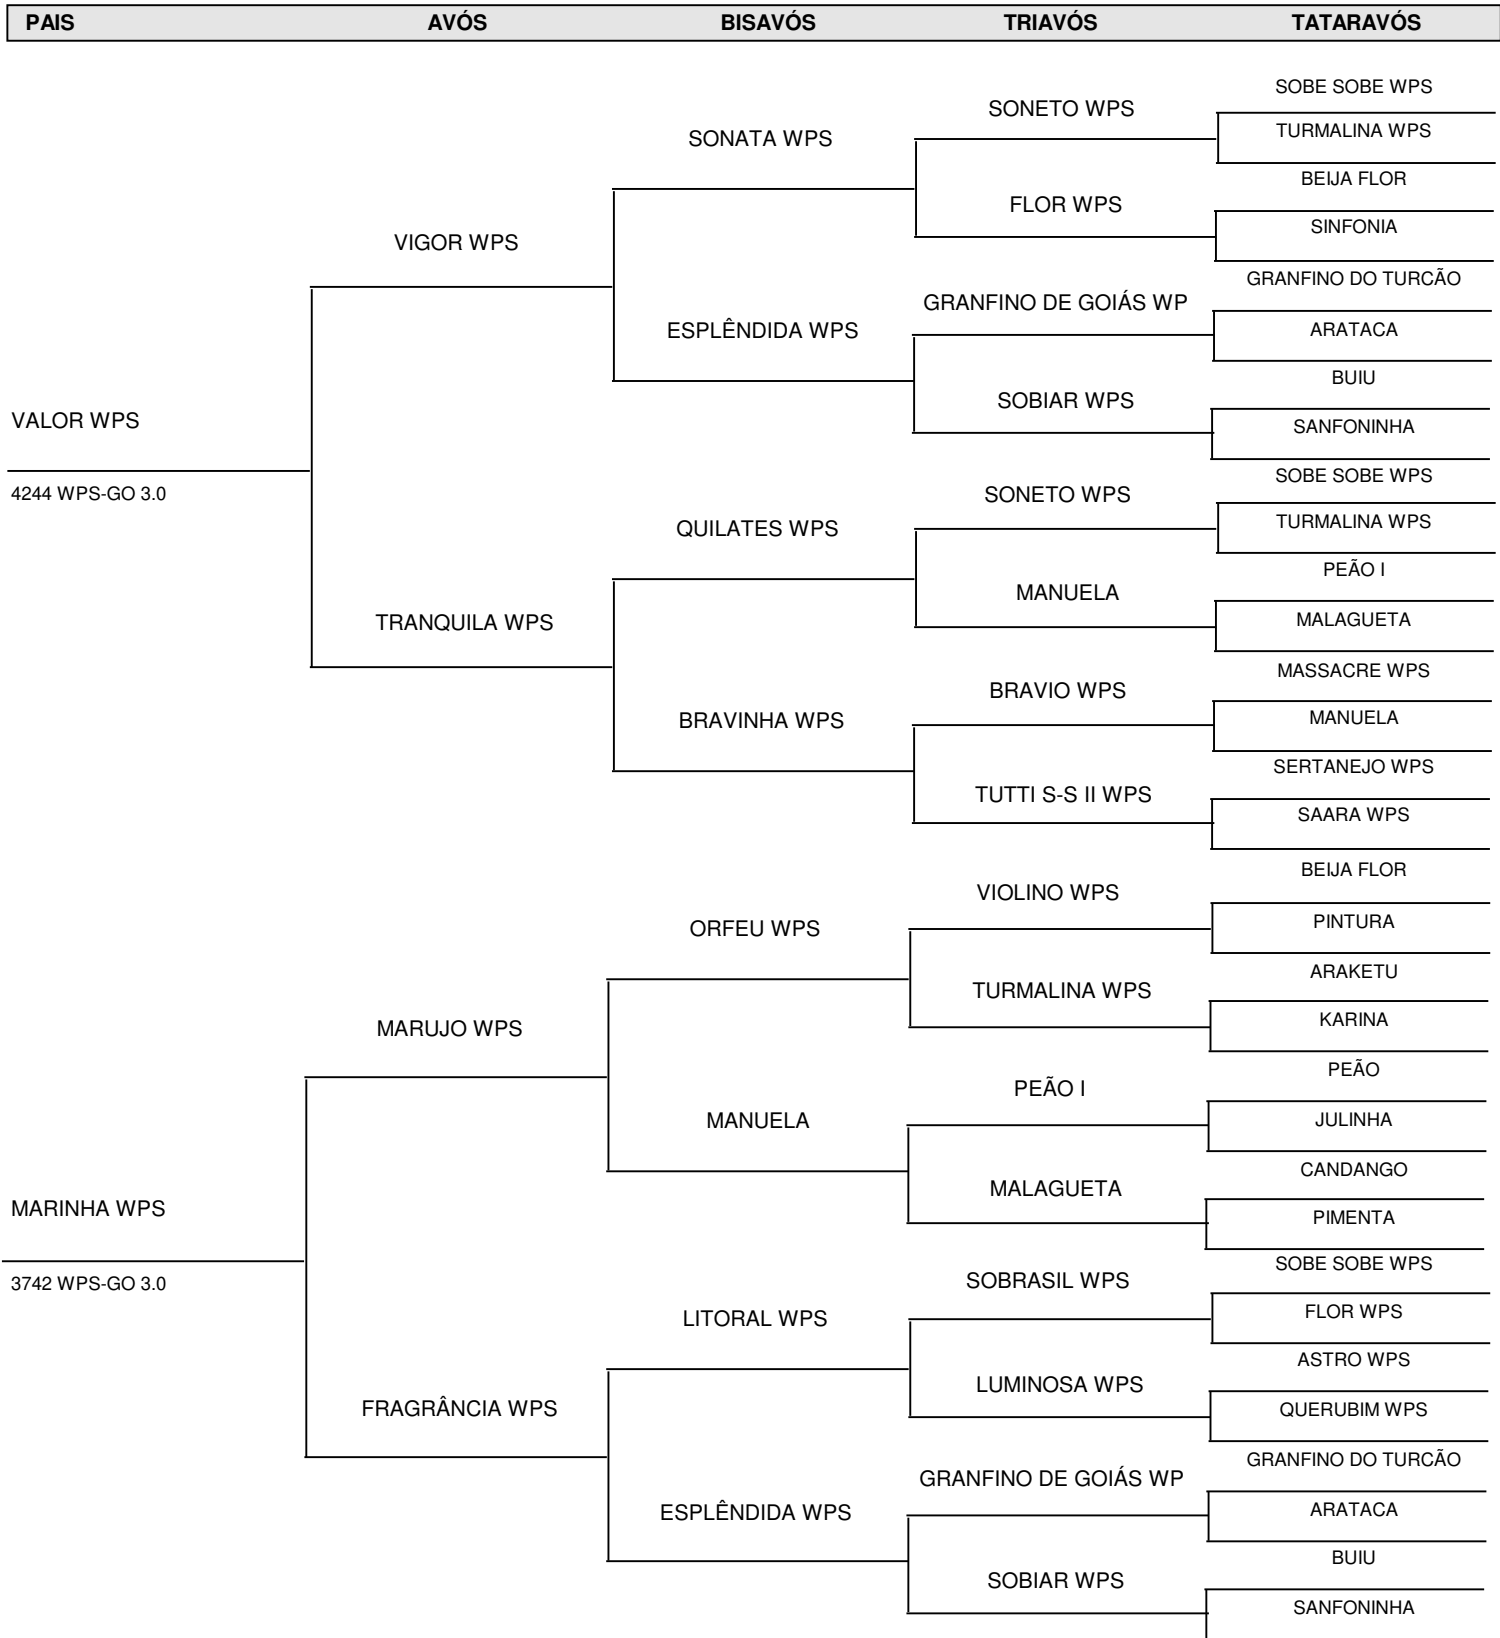 PAIS AVÓS BISAVÓS TRIAVÓS TATARAVÓS
SOBE SOBE WPS
SONETO WPS
TURMALINA WPS
SONATA WPS
BEIJA FLOR
FLOR WPS
SINFONIA
VIGOR WPS
GRANFINO DO TURCÃO
GRANFINO DE GOIÁS WP
ARATACA
ESPLÊNDIDA WPS
BUIU
SOBIAR WPS
SANFONINHA
VALOR WPS
4244 WPS-GO 3.0
SOBE SOBE WPS
SONETO WPS
TURMALINA WPS
QUILATES WPS
PEÃO I
MANUELA
MALAGUETA
TRANQUILA WPS
MASSACRE WPS
BRAVIO WPS
MANUELA
BRAVINHA WPS
SERTANEJO WPS
TUTTI S-S II WPS
SAARA WPS
BEIJA FLOR
VIOLINO WPS
PINTURA
ORFEU WPS
ARAKETU
TURMALINA WPS
KARINA
MARUJO WPS
PEÃO
PEÃO I
JULINHA
MANUELA
CANDANGO
MALAGUETA
PIMENTA
MARINHA WPS
3742 WPS-GO 3.0
SOBE SOBE WPS
SOBRASIL WPS
FLOR WPS
LITORAL WPS
ASTRO WPS
LUMINOSA WPS
QUERUBIM WPS
FRAGRÂNCIA WPS
GRANFINO DO TURCÃO
GRANFINO DE GOIÁS WP
ARATACA
ESPLÊNDIDA WPS
BUIU
SOBIAR WPS
SANFONINHA